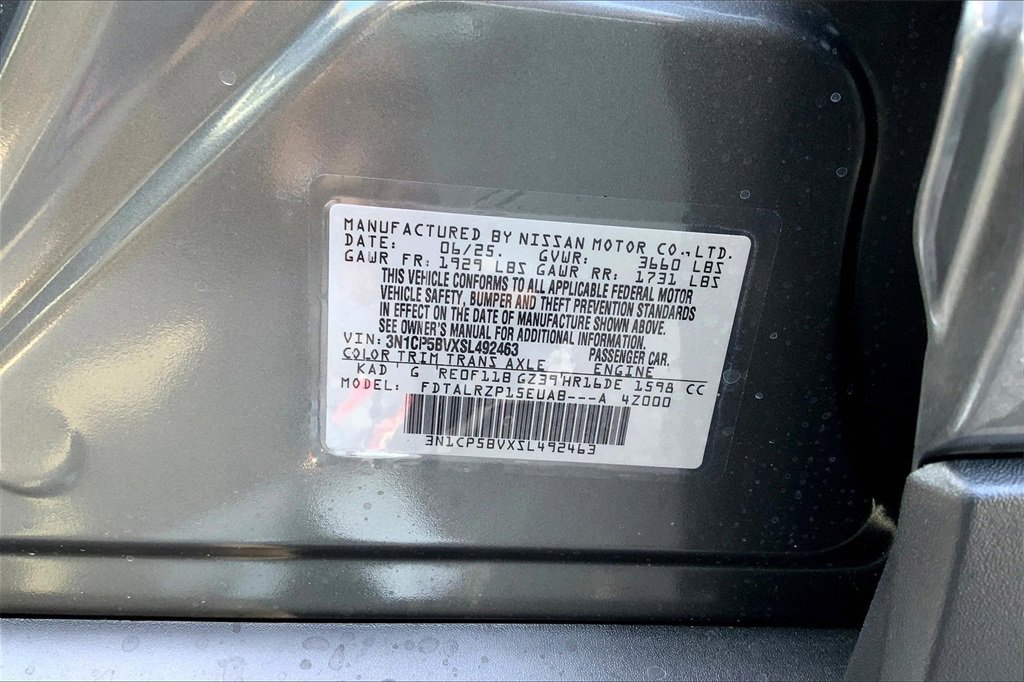 MANUFACTURED BY NISSAN MOTOR CO.,LTD.
DATE: 06/25. GVWR: 3660 LBS
GAWR FR: 1929 LBS GAWR RR: 1731 LBS
THIS VEHICLE CONFORMS TO ALL APPLICABLE FEDERAL MOTOR
VEHICLE SAFETY, BUMPER AND THEFT PREVENTION STANDARDS
IN EFFECT ON THE DATE OF MANUFACTURE SHOWN ABOVE.
SEE OWNER'S MANUAL FOR ADDITIONAL INFORMATION.
VIN: 3N1CP5BVXSL492463 PASSENGER CAR.
COLOR TRIM TRANS AXLE ENGINE
KAD G RE0F11B GZ39 HR16DE 1598 CC
MODEL: FDTALRZP15EUAB---A 4Z000
3N1CP5BVXSL492463